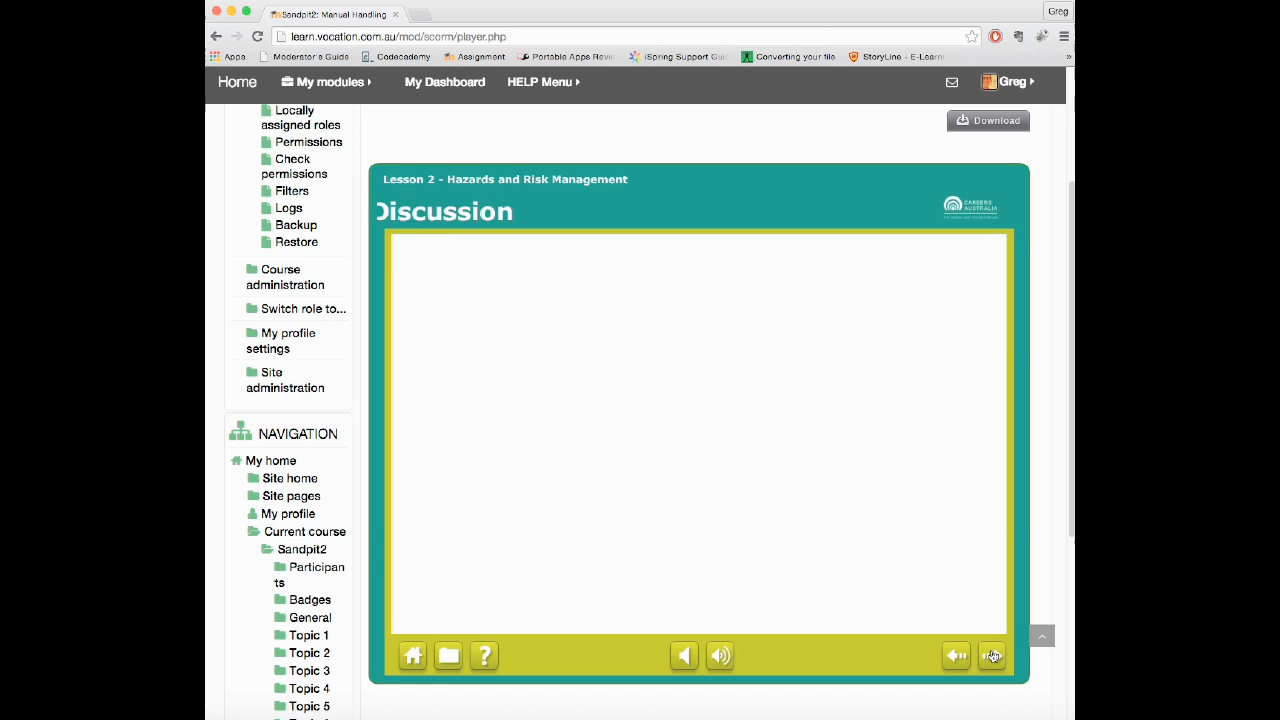 Sandpit2: Manual Handling
Greg
learn.vocation.com.au/mod/scorm/player.php
Apps Moderator's Guide Codecademy Assignment Portable Apps Revie iSpring Support Gui Converting your file StoryLine - E-Learni »
Home My modules My Dashboard HELP Menu Greg
Locally
assigned roles
Permissions
Check
permissions
Filters
Logs
Backup
Restore
Course
administration
Switch role to...
My profile
settings
Site
administration
NAVIGATION
My home
Site home
Site pages
My profile
Current course
Sandpit2
Participan
ts
Badges
General
Topic 1
Topic 2
Topic 3
Topic 4
Topic 5
Download
Lesson 2 - Hazards and Risk Management
Discussion
CAREERS
AUSTRALIA
?